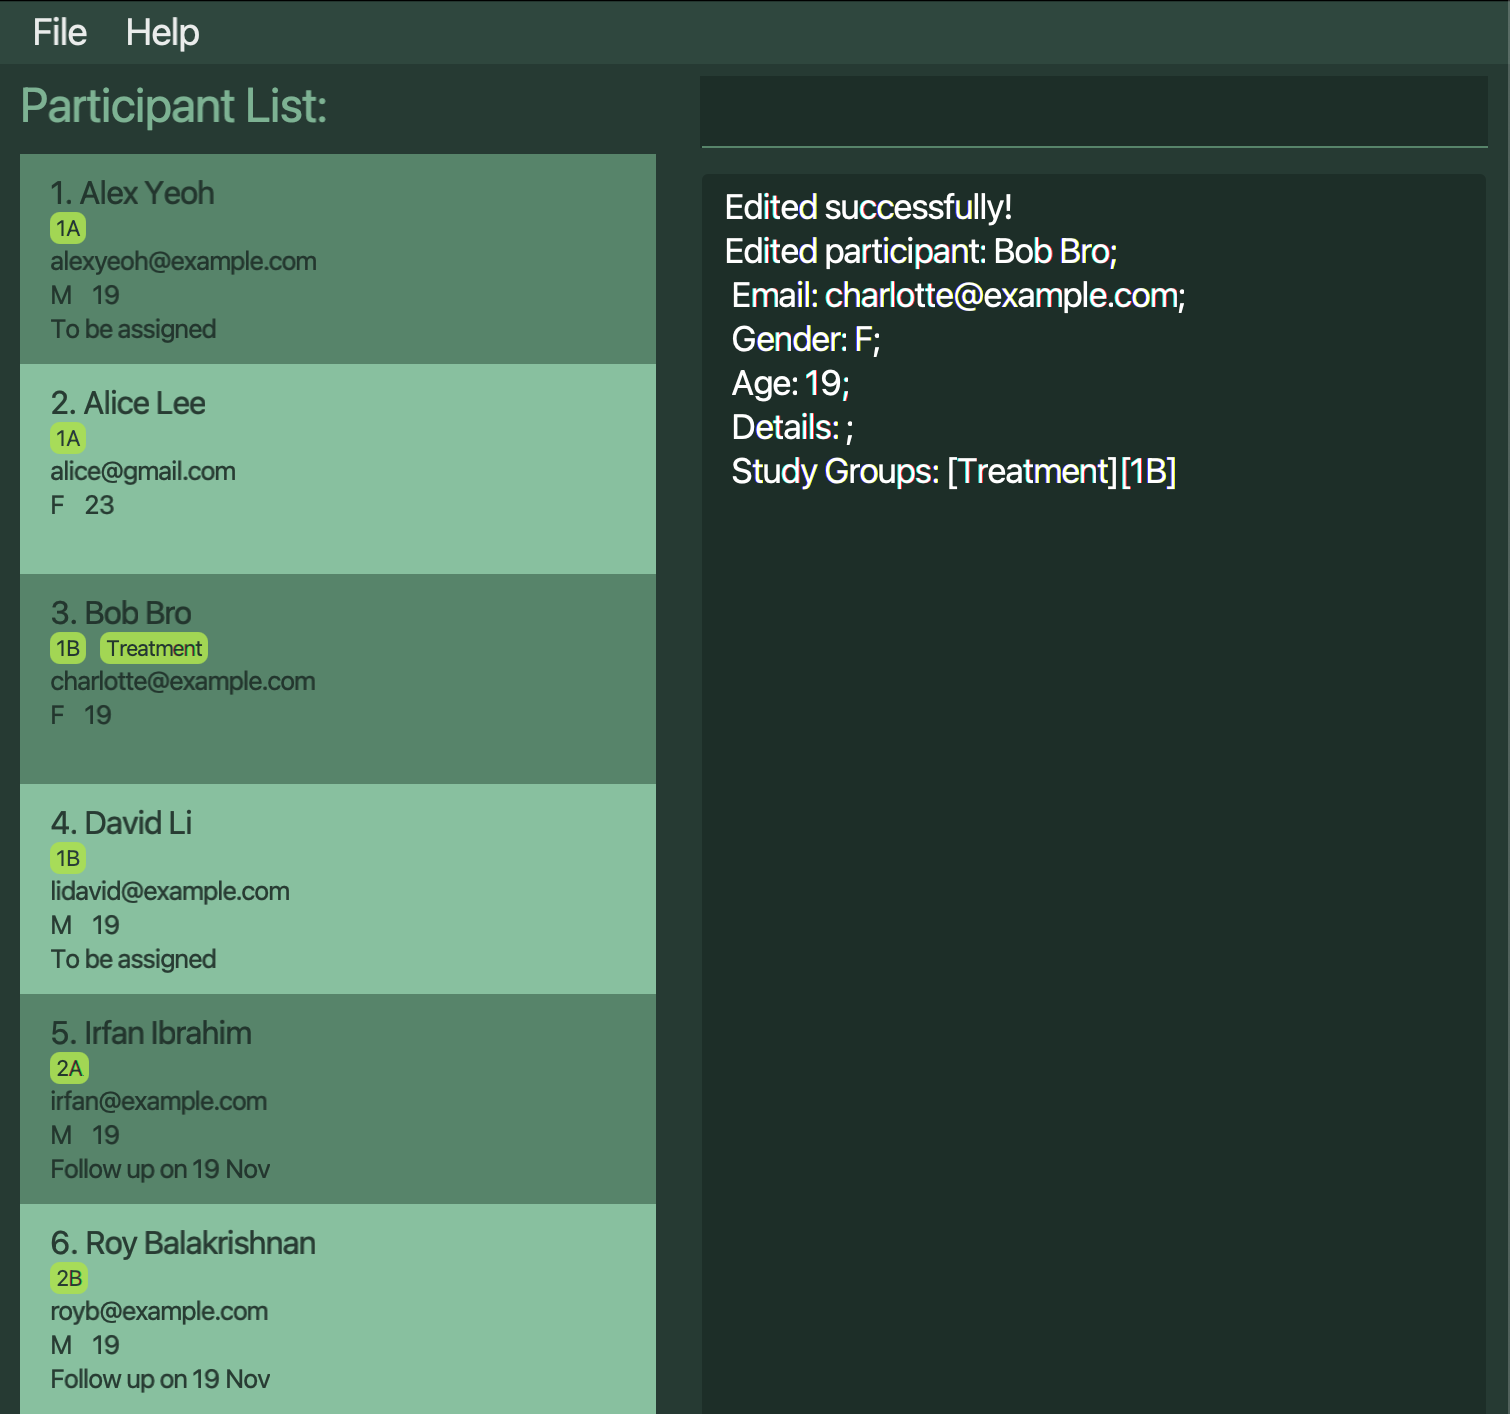 File Help
Participant List:
1. Alex Yeoh
1A
alexyeoh@example.com
M 19
To be assigned
2. Alice Lee
1A
alice@gmail.com
F 23
3. Bob Bro
1B Treatment
charlotte@example.com
F 19
4. David Li
1B
lidavid@example.com
M 19
To be assigned
5. Irfan Ibrahim
2A
irfan@example.com
M 19
Follow up on 19 Nov
6. Roy Balakrishnan
2B
royb@example.com
M 19
Follow up on 19 Nov
Edited successfully!
Edited participant: Bob Bro;
Email: charlotte@example.com;
Gender: F;
Age: 19;
Details: ;
Study Groups: [Treatment][1B]